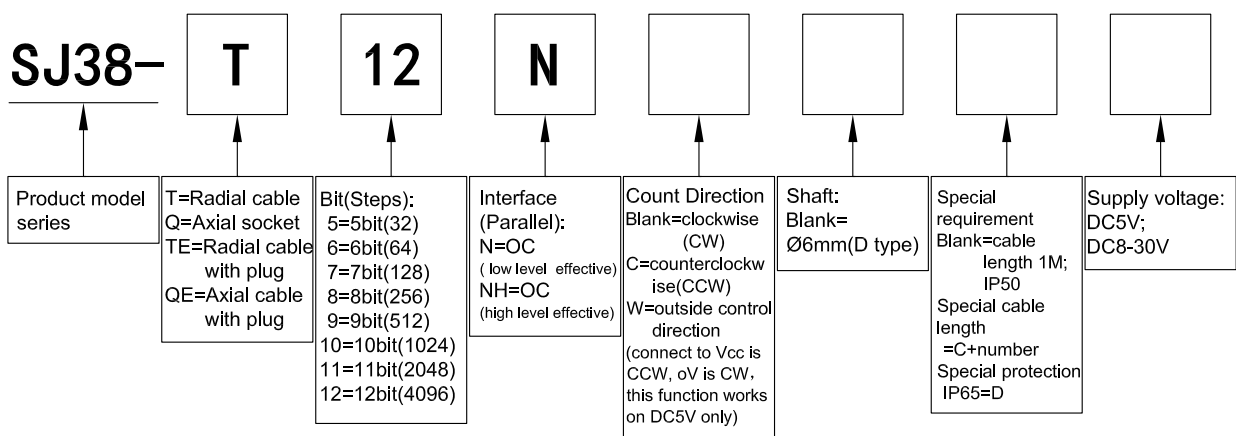 SJ38-
T
12
N
Product model
series
T=Radial cable
Q=Axial socket
TE=Radial cable
with plug
QE=Axial cable
with plug
Bit(Steps):
5=5bit(32)
6=6bit(64)
7=7bit(128)
8=8bit(256)
9=9bit(512)
10=10bit(1024)
11=11bit(2048)
12=12bit(4096)
Interface
(Parallel):
N=OC
( low level effective)
NH=OC
(high level effective)
Count Direction
Blank=clockwise
(CW)
C=counterclockw
ise(CCW)
W=outside control
direction
(connect to Vcc is
CCW, oV is CW,
this function works
on DC5V only)
Shaft:
Blank=
Ø6mm(D type)
Special
requirement
Blank=cable
length 1M;
IP50
Special cable
length
=C+number
Special protection
IP65=D
Supply voltage:
DC5V;
DC8-30V